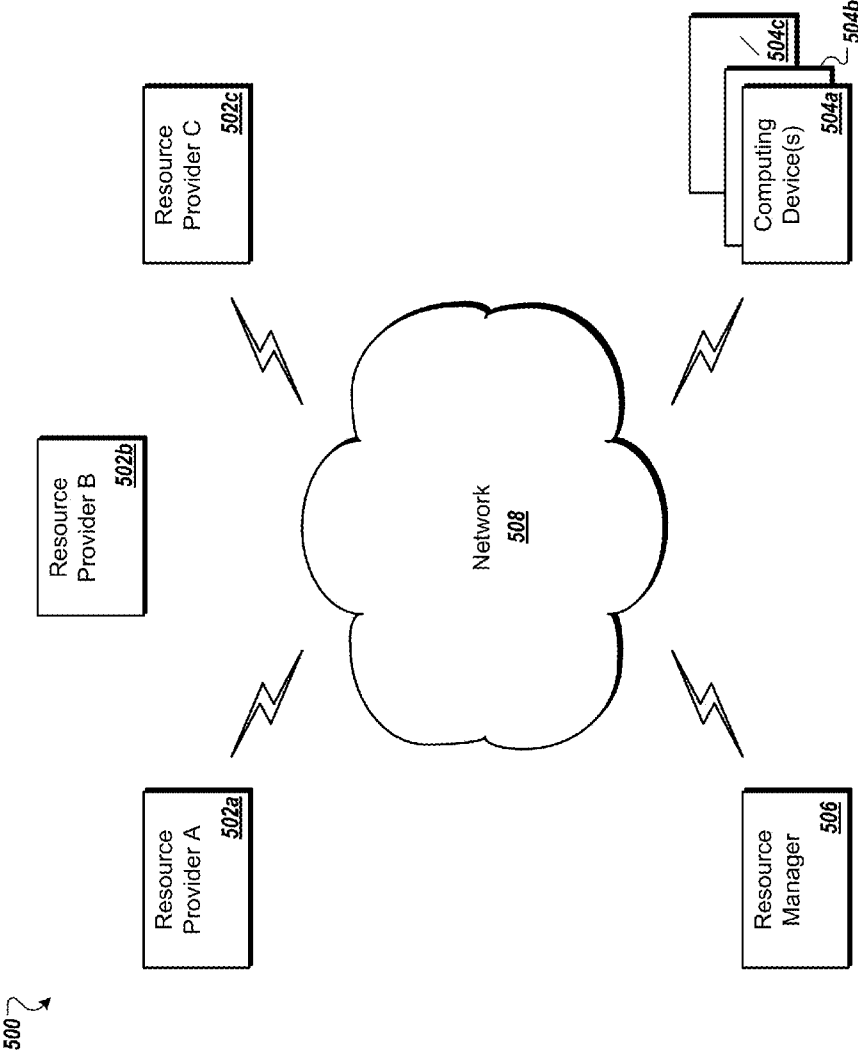 500
Resource
Provider B
502b
Resource
Provider A
502a
Resource
Provider C
502c
Network
508
Resource
Manager
506
Computing
Device(s)
504a
504b
504c